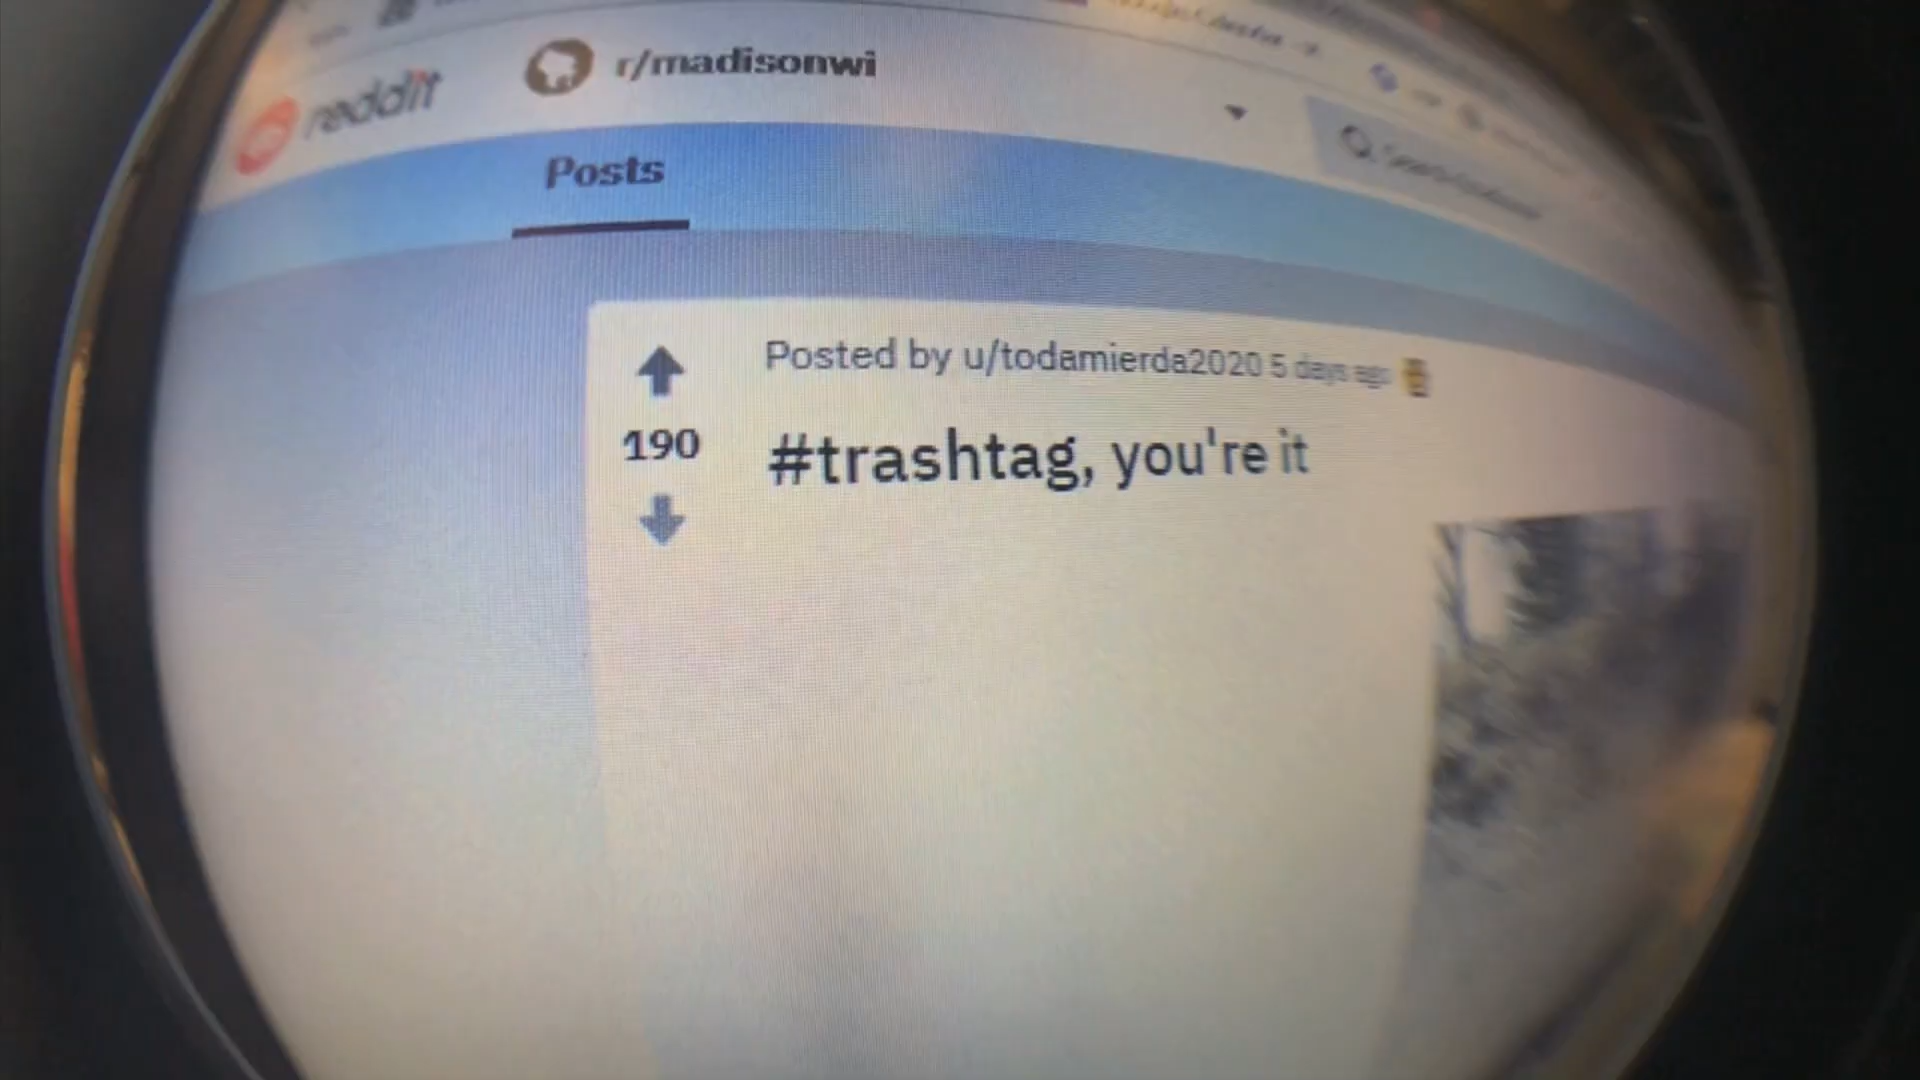 reddit
r/madisonwi
Posts
Posted by u/todamierda2020 5 days ago
190
#trashtag, you're it